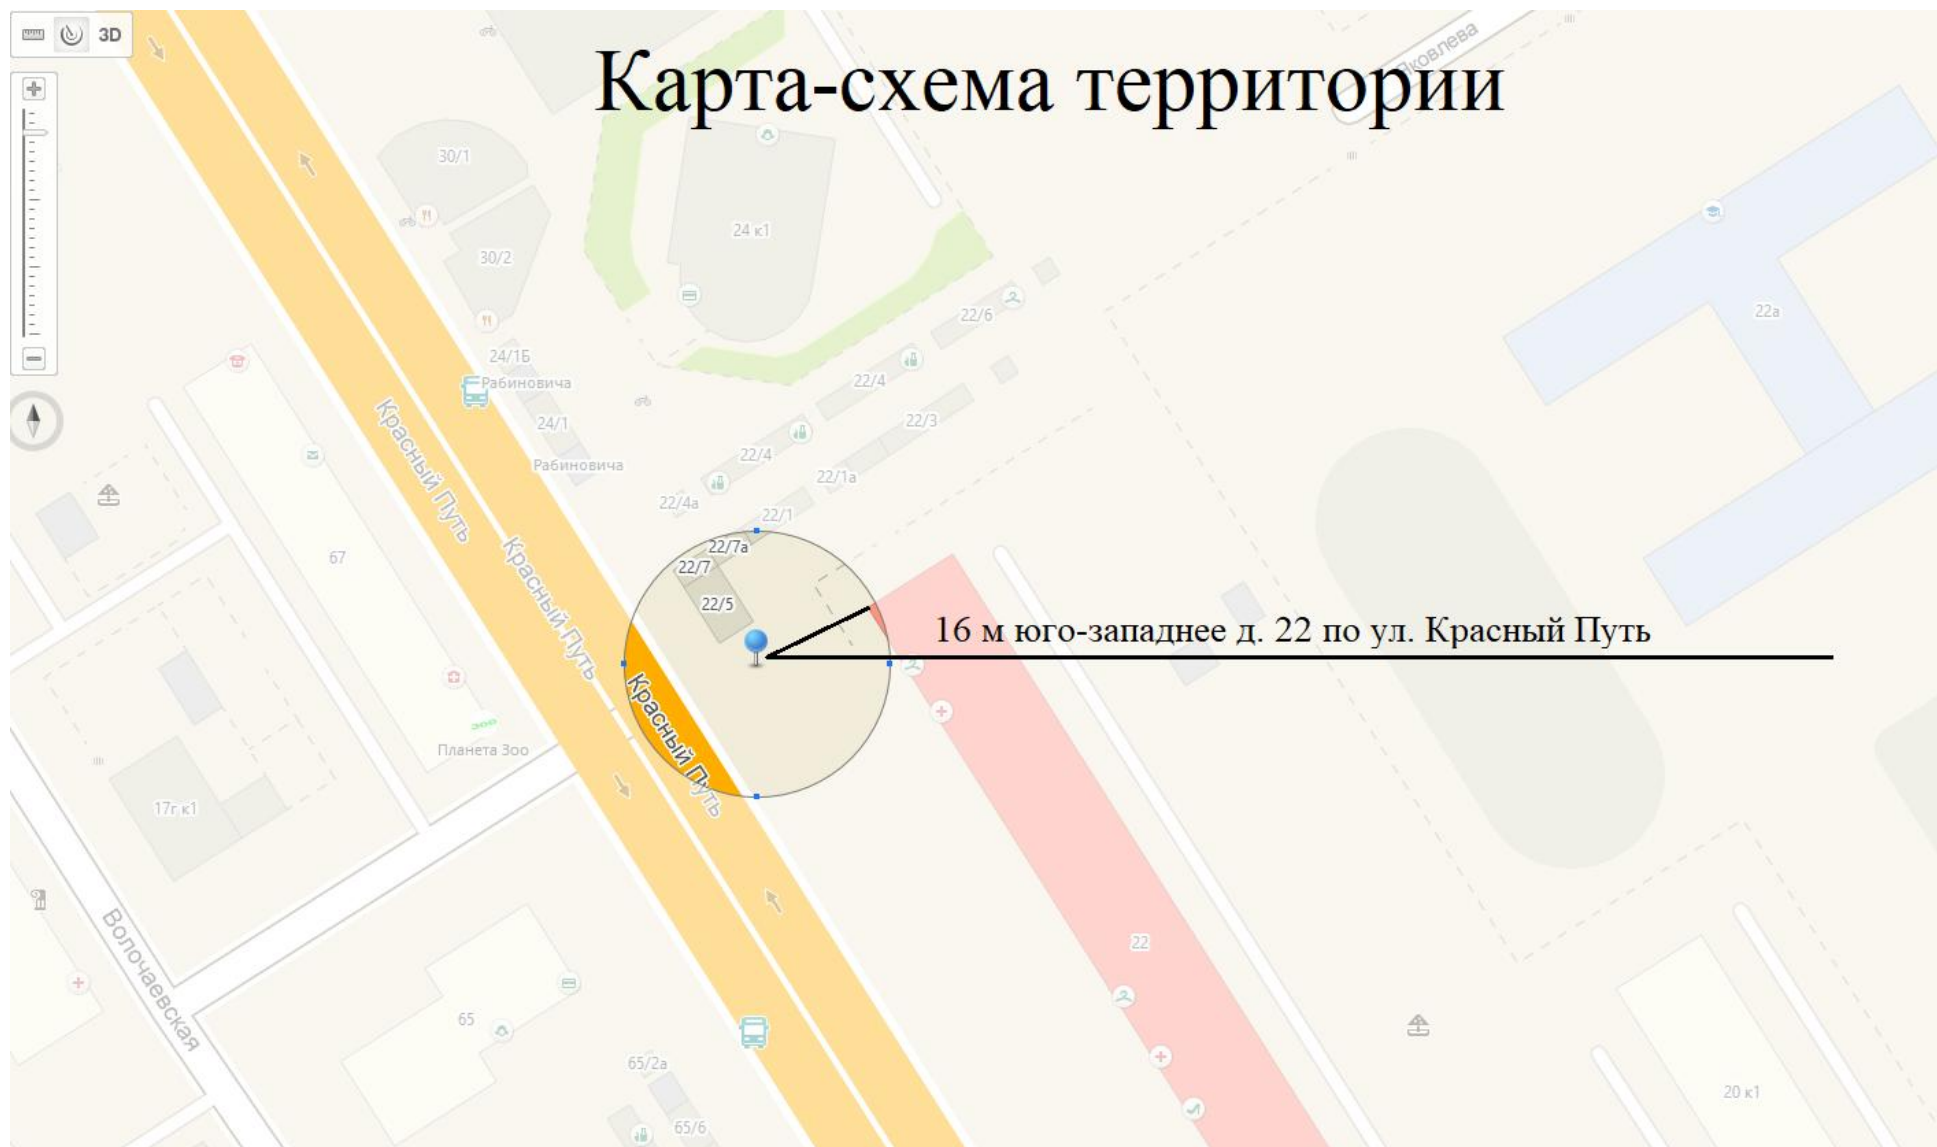 3D
Карта-схема территории
Яковлева
30/1
24 к1
30/2
22/6
22а
24/1Б
Рабиновича
22/4
22/3
24/1
Красный Путь
Рабиновича
22/4
22/1а
22/4а
22/1
67
22/7а
22/7
Красный Путь
22/5
16 м юго-западнее д. 22 по ул. Красный Путь
Красный Путь
зоо
Планета Зоо
17г к1
22
Волочаевская
65
65/2а
20 к1
65/6